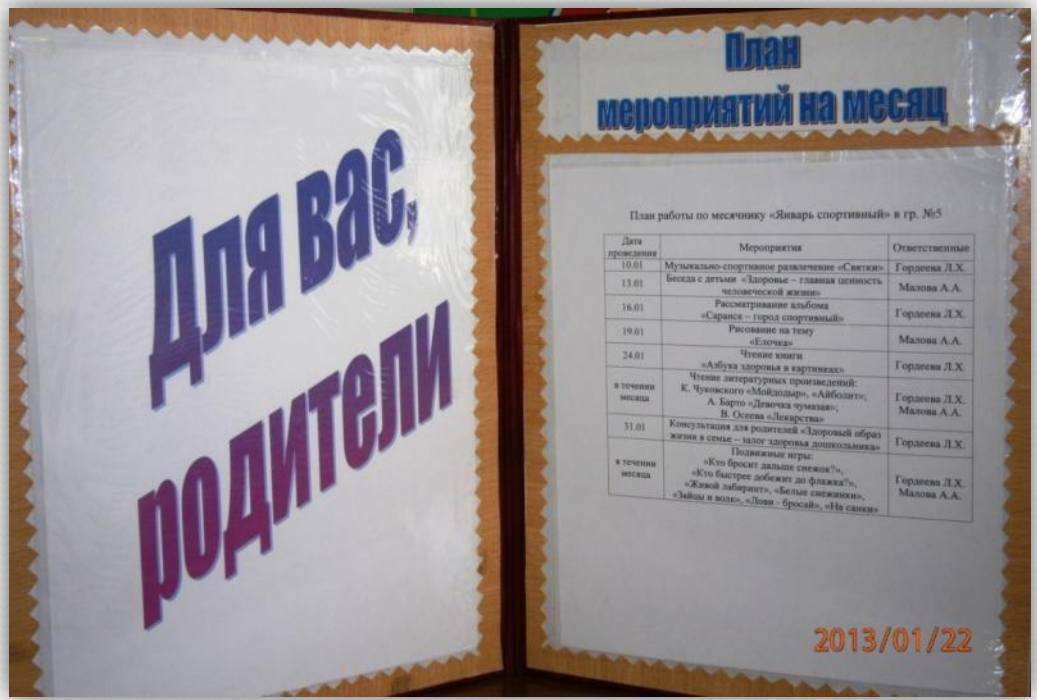 Для вас,
родители
План
мероприятий на месяц
План работы по месячнику «Январь спортивный» в гр. №5
Дата
проведения
Мероприятия
Ответственные
10.01
Музыкально-спортивное развлечение «Святки»
Гордеева Л.Х.
13.01
Беседа с детьми «Здоровье – главная ценность
человеческой жизни»
Малова А.А.
16.01
Рассматривание альбома
«Саранск – город спортивный»
Гордеева Л.Х.
19.01
Рисование на тему
«Елочка»
Малова А.А.
24.01
Чтение книги
«Азбука здоровья в картинках»
Гордеева Л.Х.
в течении
месяца
Чтение литературных произведений:
К. Чуковского «Мойдодыр», «Айболит»;
А. Барто «Девочка чумазая»;
В. Осеева «Лекарства»
Гордеева Л.Х.
Малова А.А.
31.01
Консультация для родителей «Здоровый образ
жизни в семье – залог здоровья дошкольника»
Гордеева Л.Х.
в течении
месяца
Подвижные игры:
«Кто бросит дальше снежок?»,
«Кто быстрее добежит до флажка?»,
«Живой лабиринт», «Белые снежинки»,
«Зайцы и волк», «Лови - бросай», «На санки»
Гордеева Л.Х.
Малова А.А.
2013/01/22